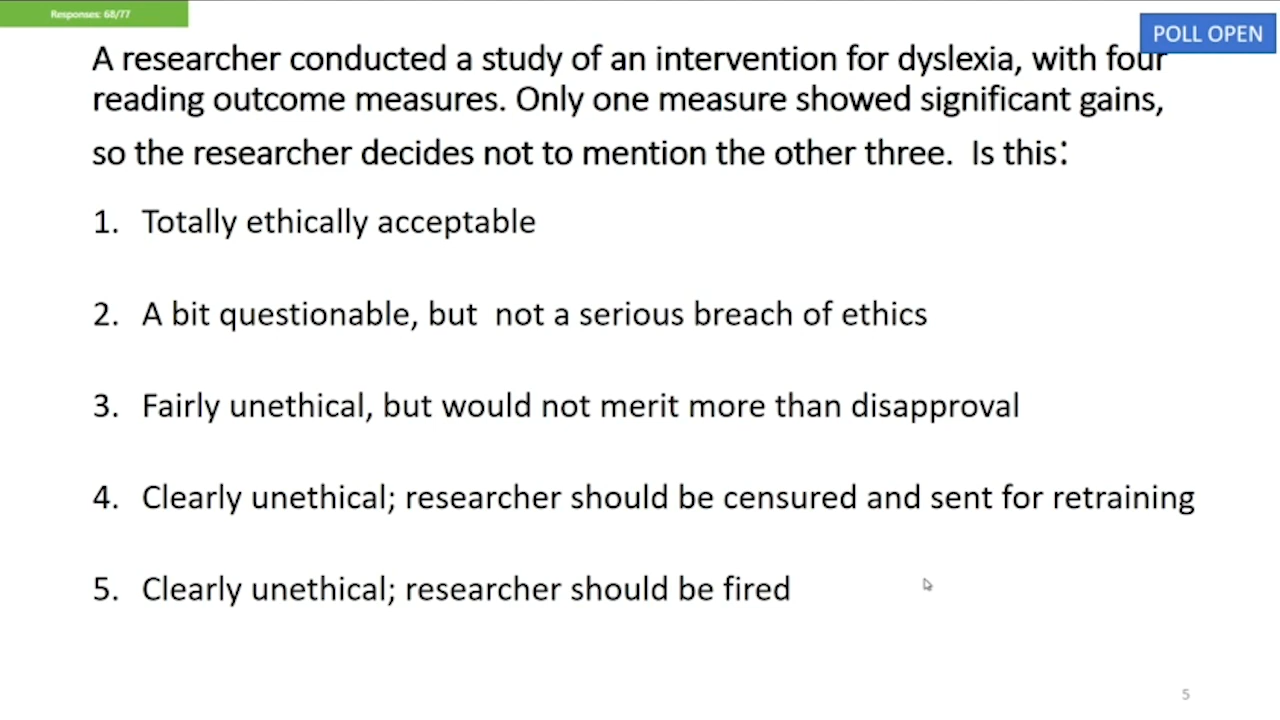 Responses: 68/77
POLL OPEN
A researcher conducted a study of an intervention for dyslexia, with four
reading outcome measures. Only one measure showed significant gains,
so the researcher decides not to mention the other three.  Is this:
1. Totally ethically acceptable
2. A bit questionable, but  not a serious breach of ethics
3. Fairly unethical, but would not merit more than disapproval
4. Clearly unethical; researcher should be censured and sent for retraining
5. Clearly unethical; researcher should be fired
5